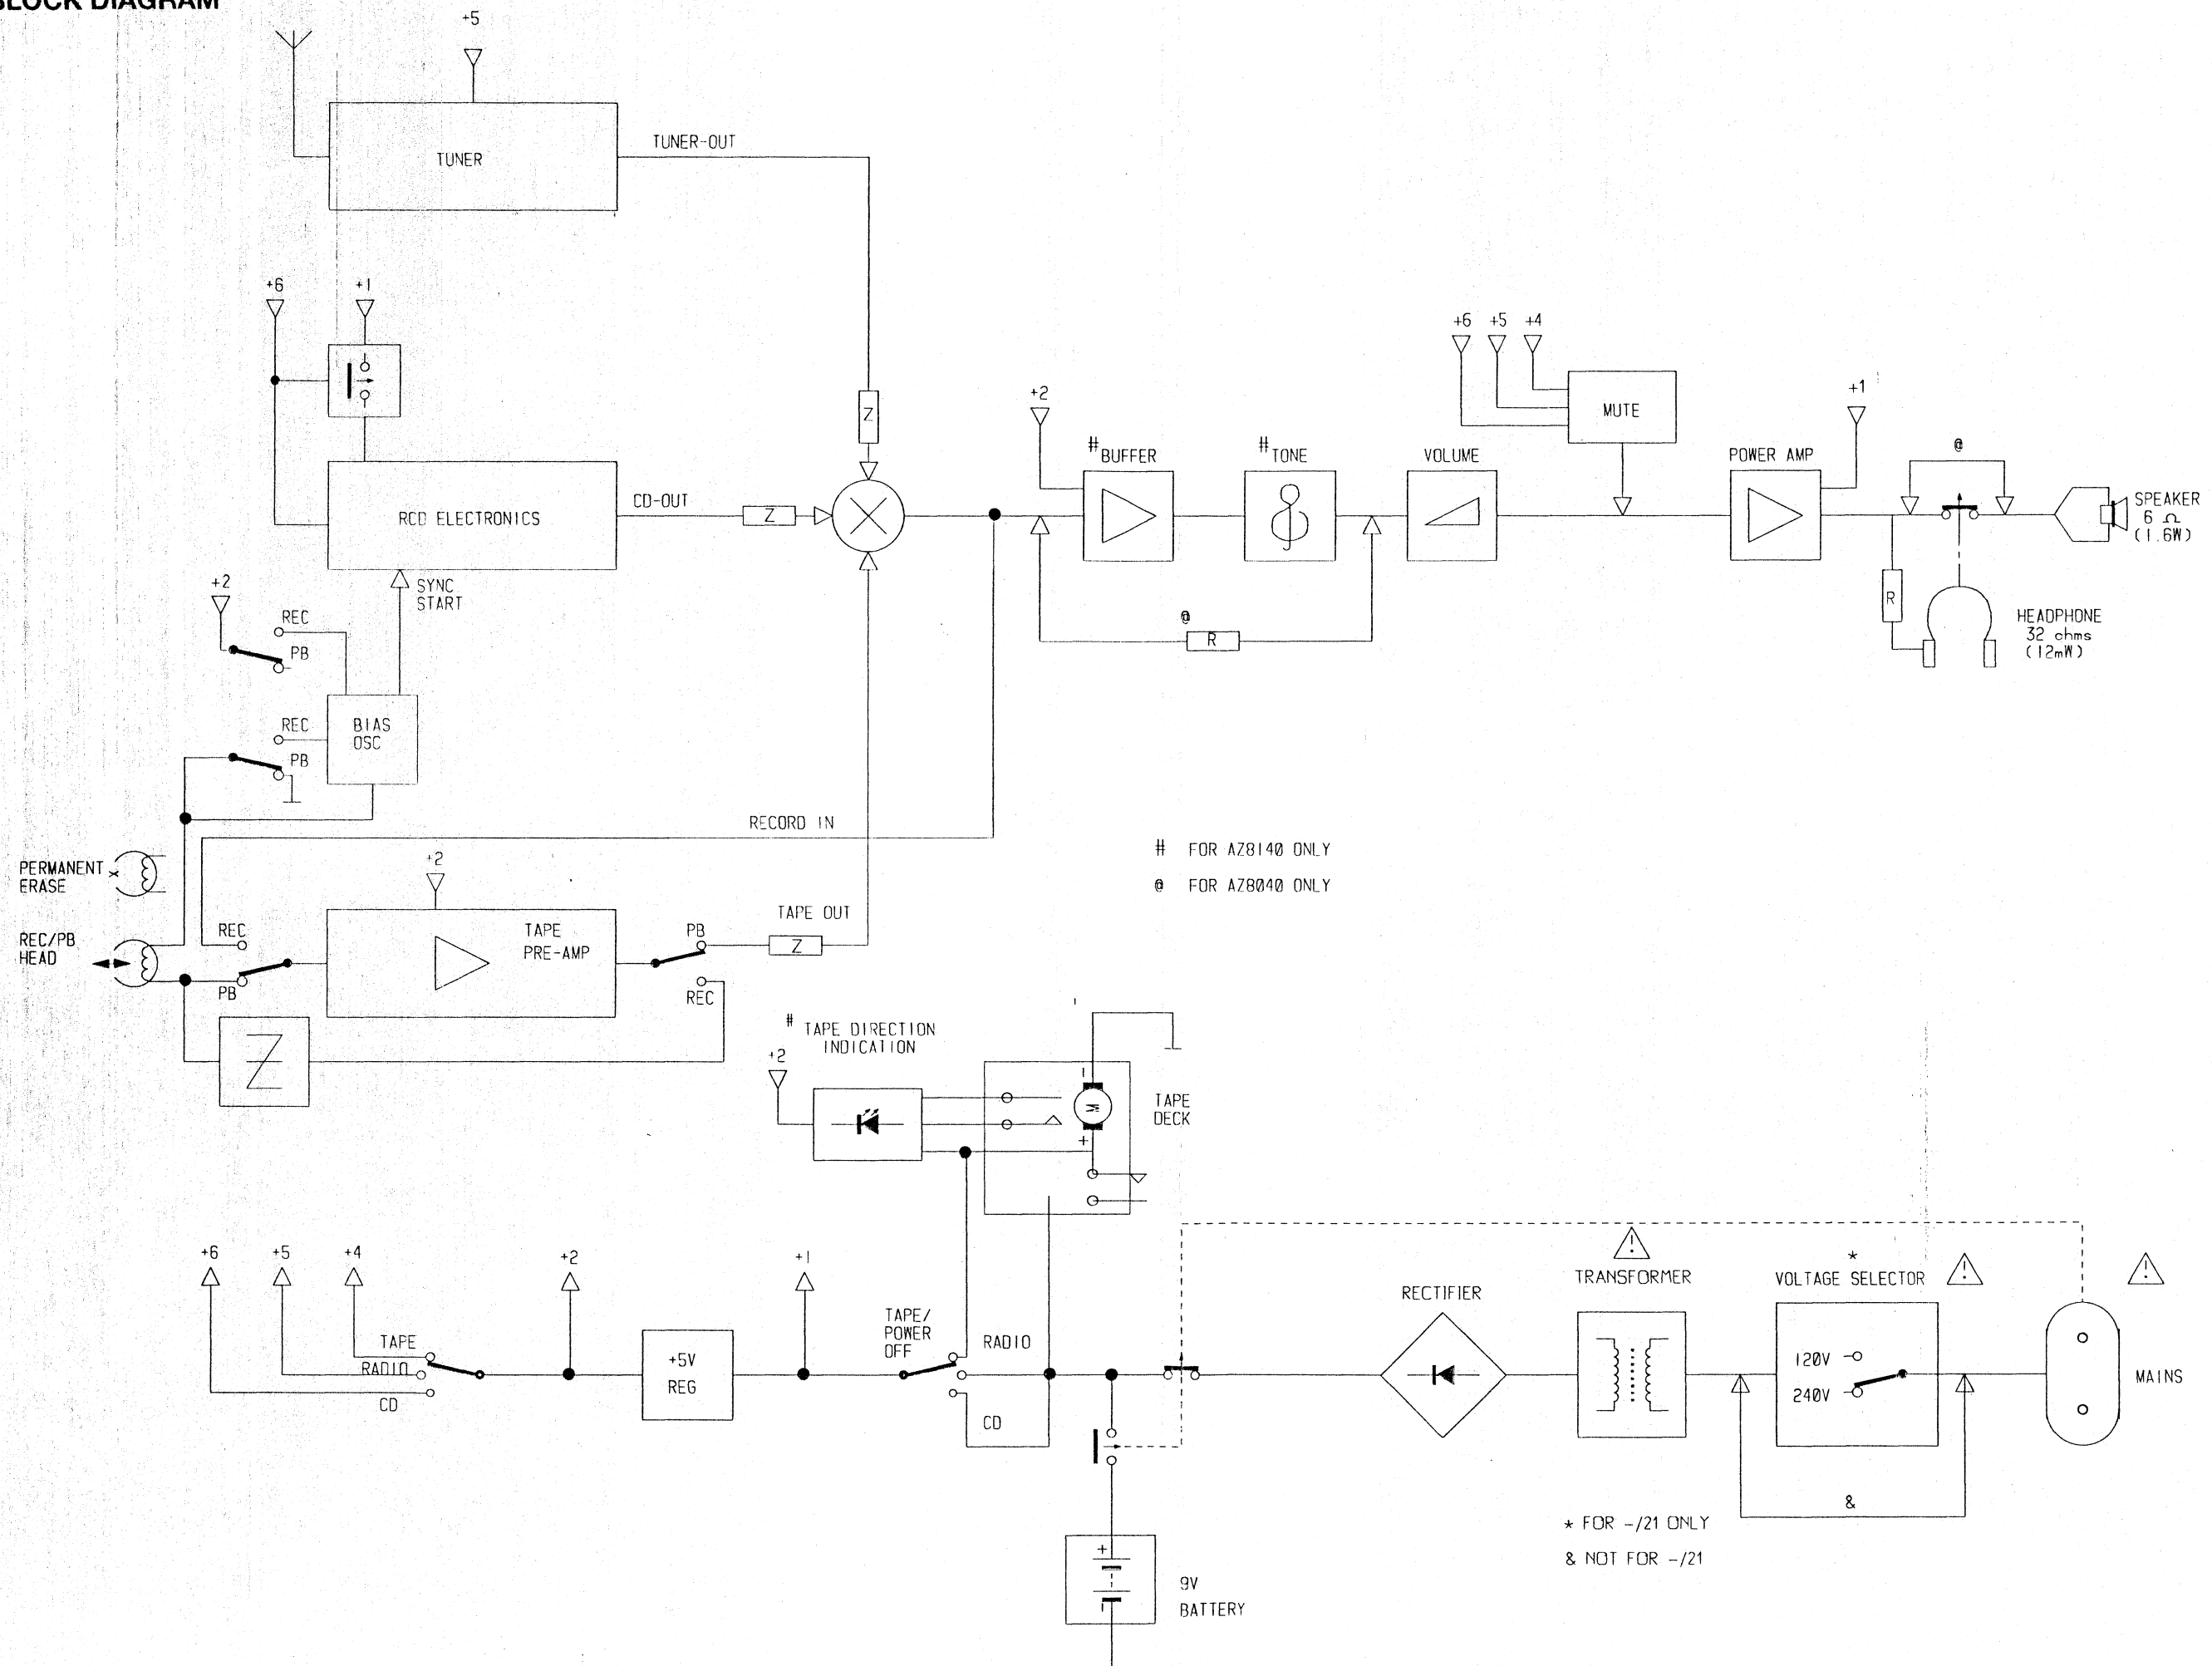 BLOCK DIAGRAM
+5
TUNER
TUNER-OUT
+6
+1
RCD ELECTRONICS
CD-OUT
Z
Z
SYNC
START
+2
REC
PB
REC
PB
BIAS
OSC
+2
#
BUFFER
#
TONE
VOLUME
+6
+5
+4
MUTE
POWER AMP
+1
@
SPEAKER
6 Ω
(1.6W)
R
HEADPHONE
32 ohms
(12mW)
@
R
RECORD IN
PERMANENT
ERASE
REC/PB
HEAD
REC
PB
+2
TAPE
PRE-AMP
PB
REC
TAPE OUT
Z
Z
# FOR AZ8140 ONLY
@ FOR AZ8040 ONLY
# TAPE DIRECTION
INDICATION
+2
M
+
TAPE
DECK
+6
+5
+4
TAPE
RADIO
CD
+2
+5V
REG
+1
TAPE/
POWER
OFF
RADIO
CD
+
9V
BATTERY
RECTIFIER
TRANSFORMER
!
*
VOLTAGE SELECTOR
!
120V
240V
&
!
MAINS
* FOR -/21 ONLY
& NOT FOR -/21